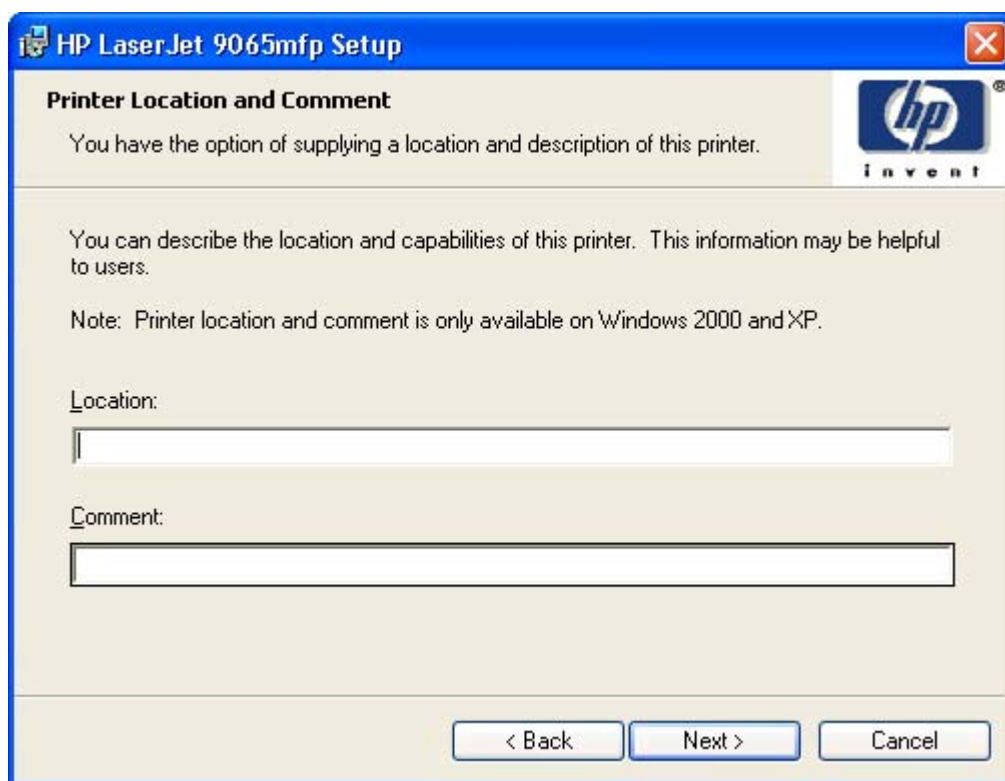 HP LaserJet 9065mfp Setup
Printer Location and Comment
You have the option of supplying a location and description of this printer.
hp ®
invent
You can describe the location and capabilities of this printer.  This information may be helpful
to users.
Note:  Printer location and comment is only available on Windows 2000 and XP.
Location:
Comment:
< Back   Next >   Cancel